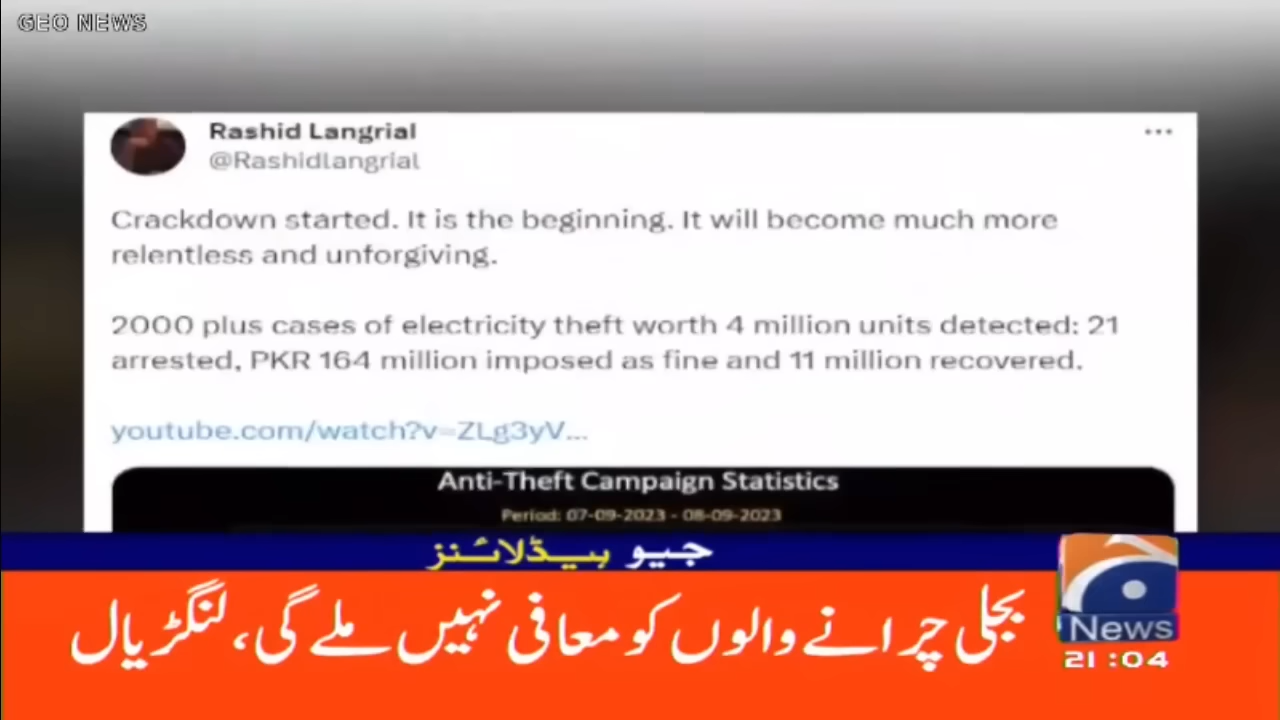 GEO NEWS
Rashid Langrial
@Rashidlangrial
Crackdown started. It is the beginning. It will become much more
relentless and unforgiving.
2000 plus cases of electricity theft worth 4 million units detected: 21
arrested, PKR 164 million imposed as fine and 11 million recovered.
youtube.com/watch?v=ZLg3yV...
Anti-Theft Campaign Statistics
Period: 07-09-2023 - 08-09-2023
جیو ہیڈلائنز
بجلی چرانے والوں کو معافی نہیں ملے گی، لنگڑیال
News
21:04